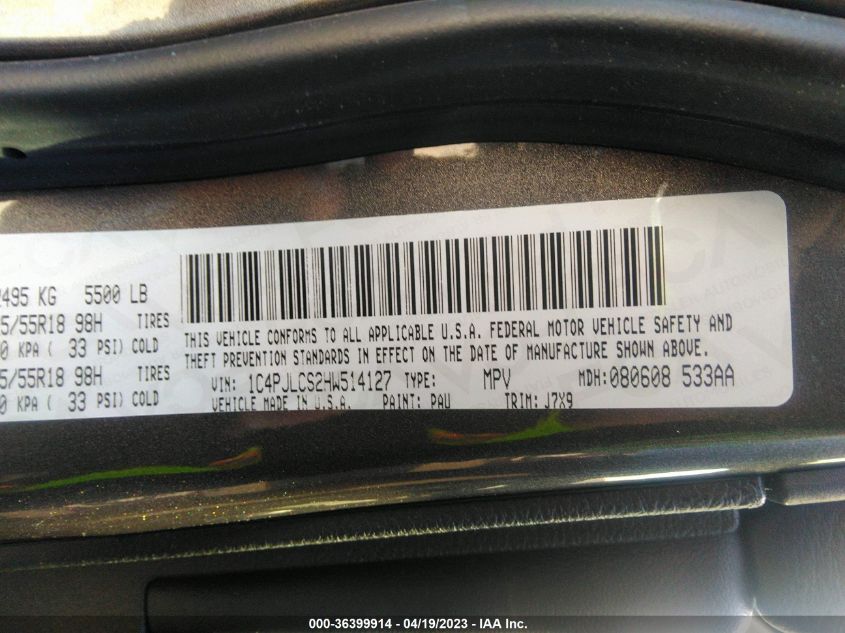 2495 KG 5500 LB
5/55R18 98H TIRES
0 KPA ( 33 PSI) COLD
5/55R18 98H TIRES
0 KPA ( 33 PSI) COLD
THIS VEHICLE CONFORMS TO ALL APPLICABLE U.S.A. FEDERAL MOTOR VEHICLE SAFETY AND
THEFT PREVENTION STANDARDS IN EFFECT ON THE DATE OF MANUFACTURE SHOWN ABOVE.
VIN: 1C4PJLCS2HW514127 TYPE: MPV MDH: 080608 533AA
VEHICLE MADE IN U.S.A. PAINT: PAU TRIM: J7X9
000-36399914 - 04/19/2023 - IAA Inc.